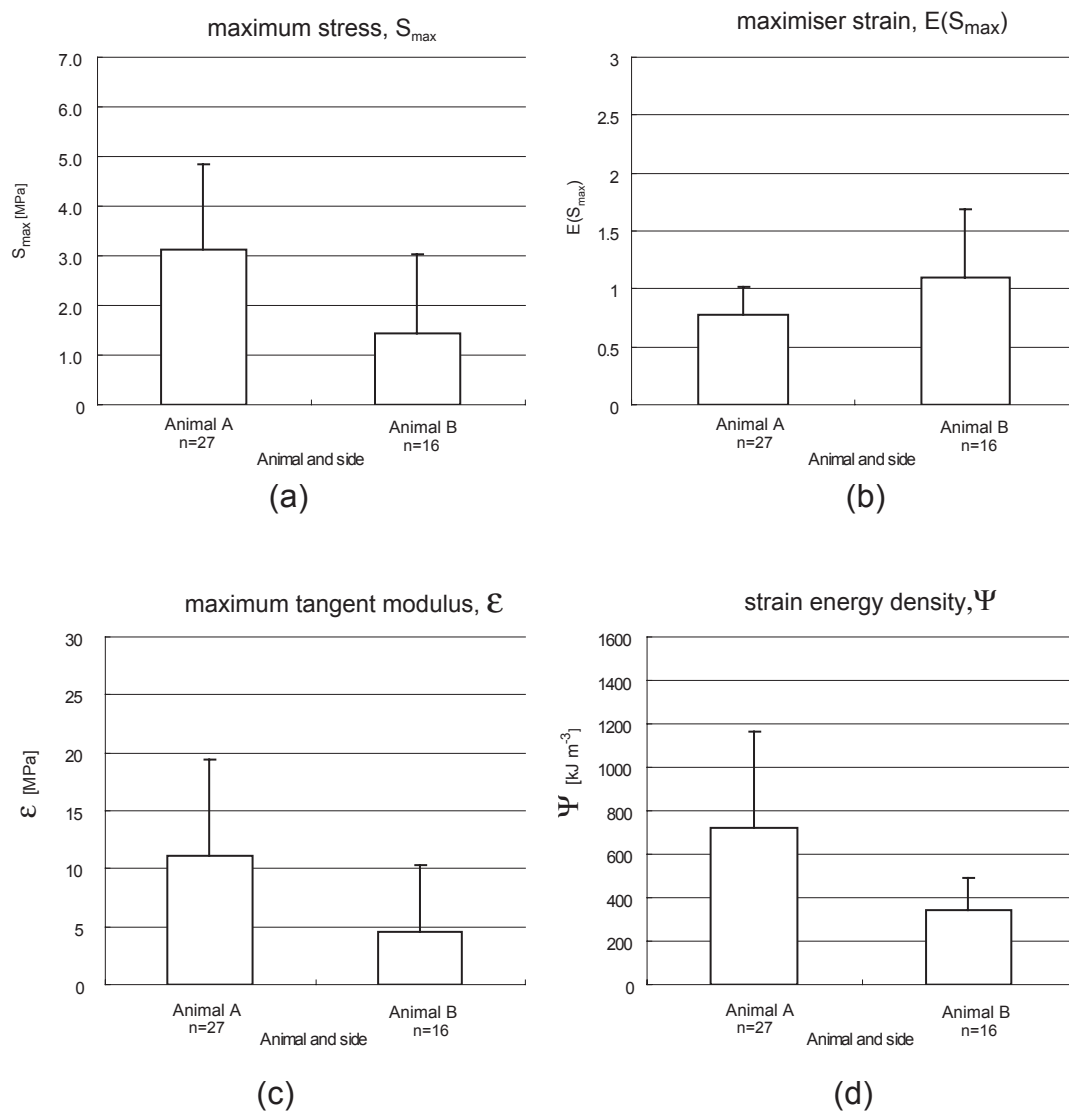 maximum stress, Smax
7.0
6.0
5.0
4.0
3.0
2.0
1.0
0
Smax [MPa]
Animal A
n=27
Animal B
n=16
Animal and side
(a)
maximiser strain, E(Smax)
3
2.5
2
1.5
1
0.5
0
E(Smax)
Animal A
n=27
Animal B
n=16
Animal and side
(b)
maximum tangent modulus, ε
30
25
20
15
10
5
0
ε [MPa]
Animal A
n=27
Animal B
n=16
Animal and side
(c)
strain energy density,Ψ
1600
1400
1200
1000
800
600
400
200
0
Ψ [kJ m-3]
Animal A
n=27
Animal B
n=16
Animal and side
(d)